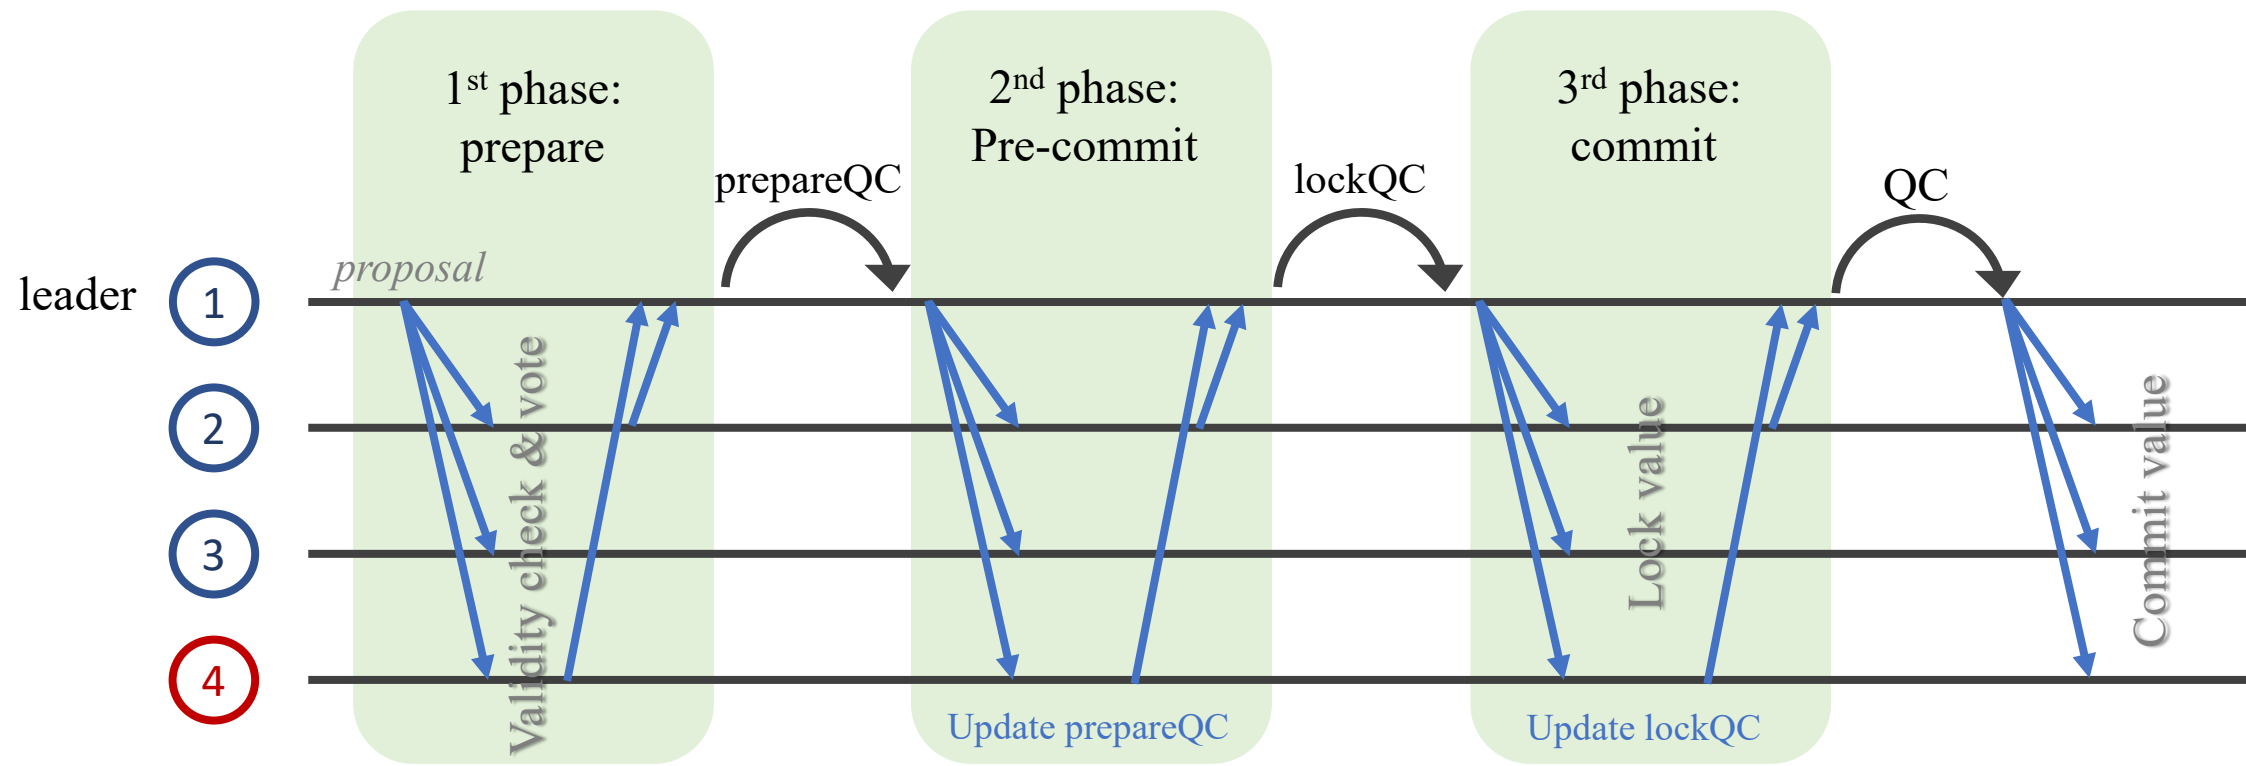 1st phase:
prepare
2nd phase:
Pre-commit
3rd phase:
commit
prepareQC
lockQC
QC
proposal
leader
1
2
3
4
Validity check & vote
Lock value
Commit value
Update prepareQC
Update lockQC